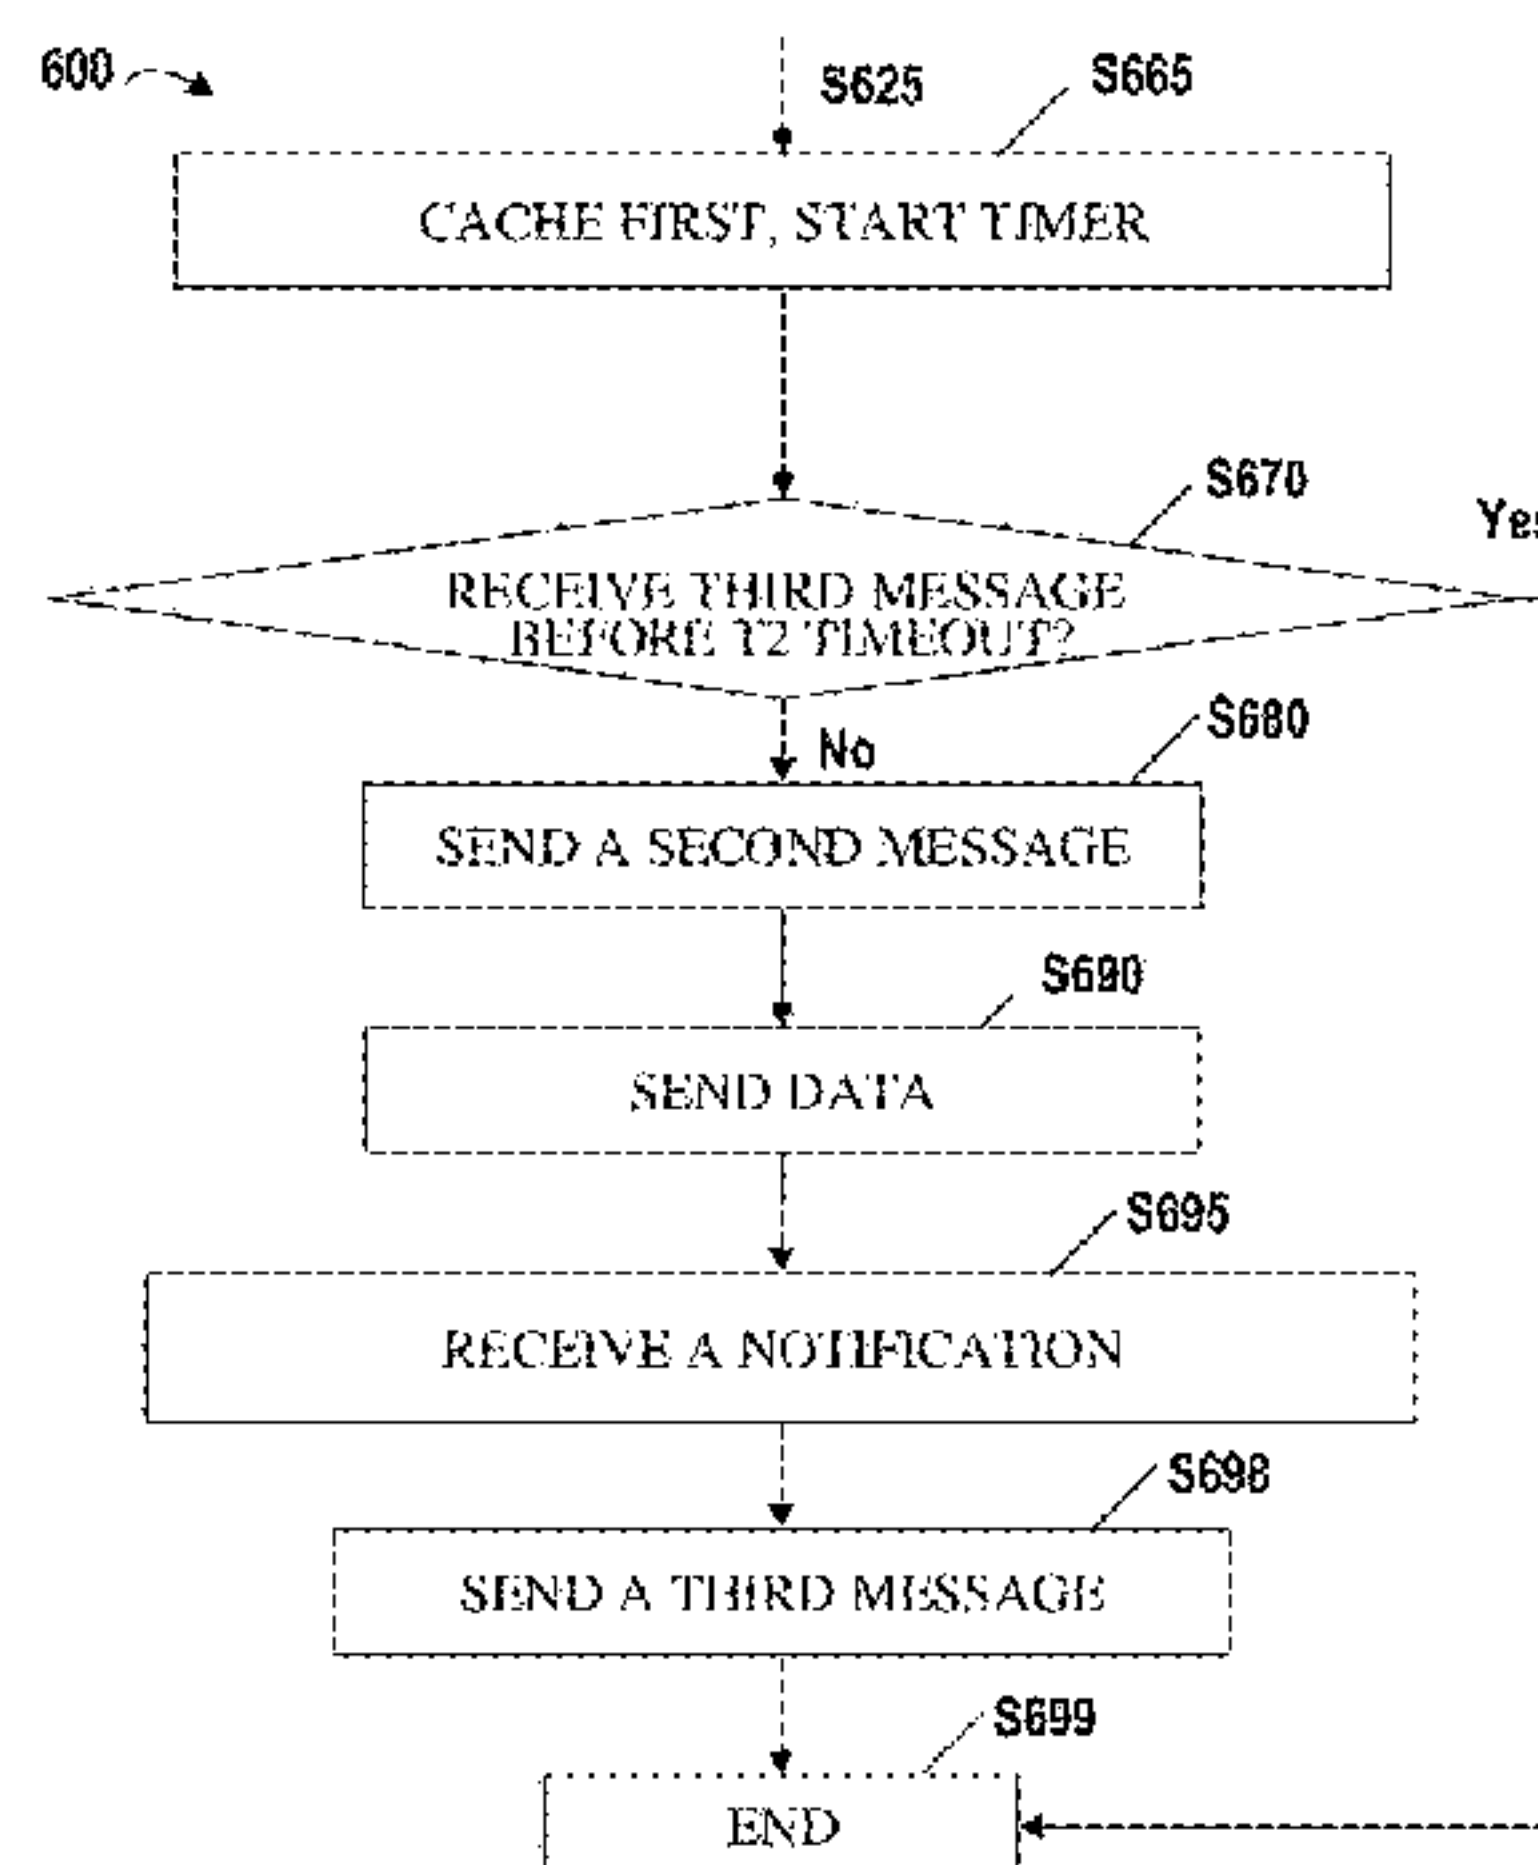 600
S625
S665
CACHE FIRST, START TIMER
S670
Yes
RECEIVE THIRD MESSAGE
BEFORE T2 TIMEOUT?
No
S680
SEND A SECOND MESSAGE
S690
SEND DATA
S695
RECEIVE A NOTIFICATION
S698
SEND A THIRD MESSAGE
S699
END